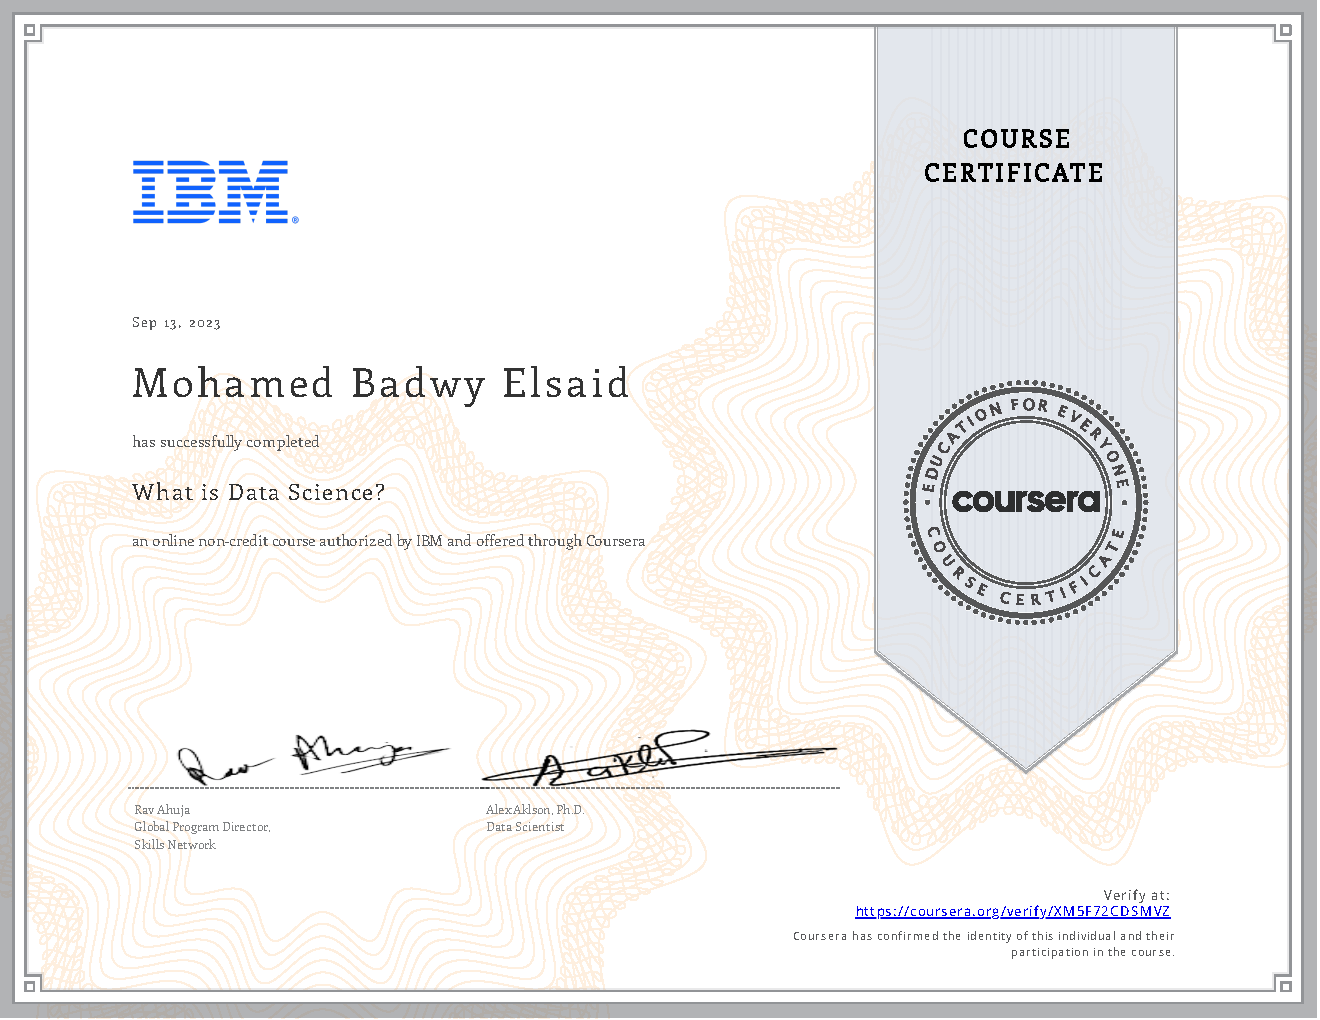 COURSE
CERTIFICATE
IBM®
Sep 13, 2023
Mohamed Badwy Elsaid
has successfully completed
What is Data Science?
an online non-credit course authorized by IBM and offered through Coursera
EDUCATION FOR EVERYONE
coursera
COURSE CERTIFICATE
Rav Ahuja
Global Program Director,
Skills Network
Alex Aklson, Ph.D.
Data Scientist
Verify at:
https://coursera.org/verify/XM5F72CDSMVZ
Coursera has confirmed the identity of this individual and their
participation in the course.